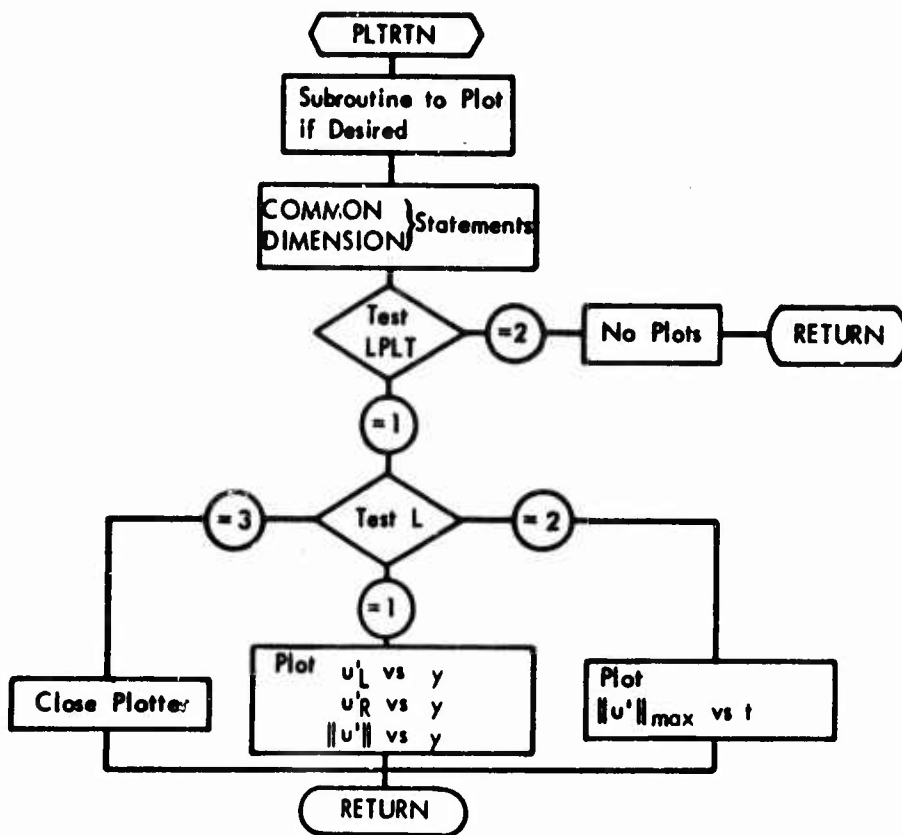 PLTRTN
Subroutine to Plot
if Desired
COMMON
DIMENSION} Statements
Test
LPLT
=2
No Plots
RETURN
=1
=3
Test L
=2
=1
Close Plotter
Plot u'L vs y
u'R vs y
||u'|| vs y
Plot
||u'||max vs t
RETURN